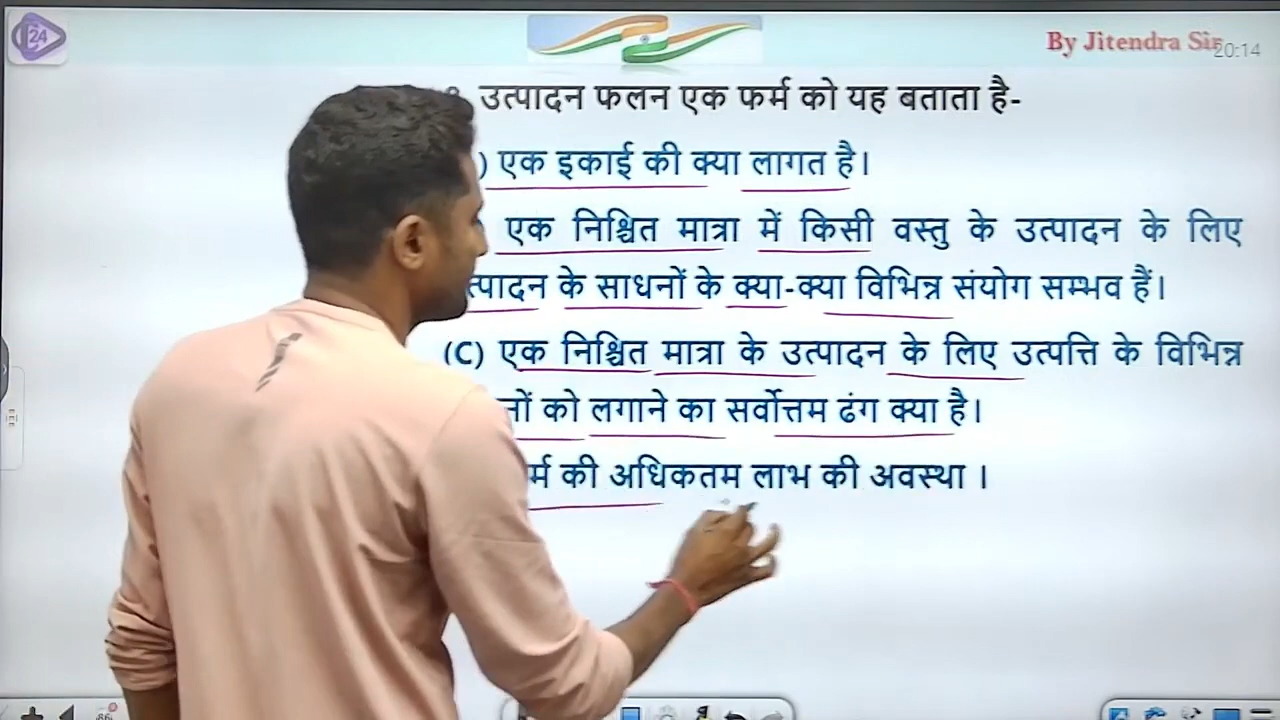 24
By Jitendra Sir
20:14
उत्पादन फलन एक फर्म को यह बताता है-
) एक इकाई की क्या लागत है।
एक निश्चित मात्रा में किसी वस्तु के उत्पादन के लिए
त्पादन के साधनों के क्या-क्या विभिन्न संयोग सम्भव हैं।
(C) एक निश्चित मात्रा के उत्पादन के लिए उत्पत्ति के विभिन्न
नों को लगाने का सर्वोत्तम ढंग क्या है।
र्म की अधिकतम लाभ की अवस्था ।